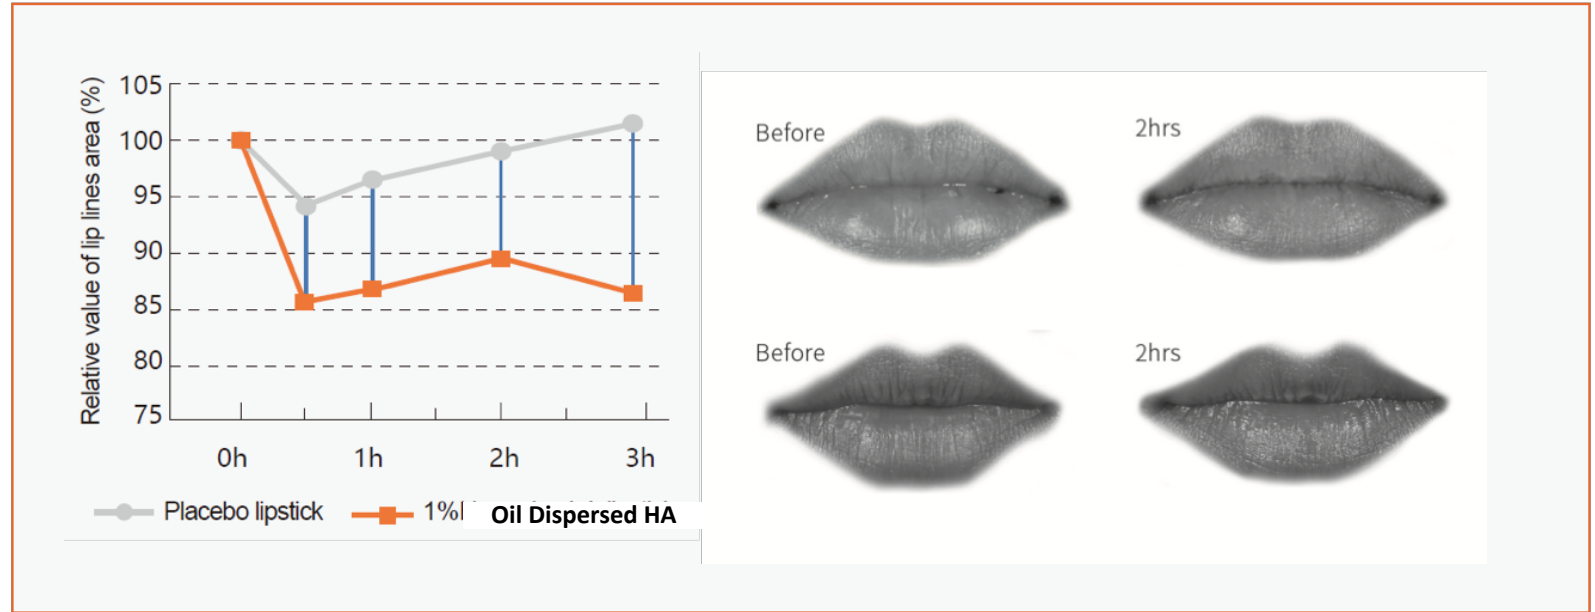 Relative value of lip lines area (%)
105
100
95
90
85
80
75
0h 1h 2h 3h
Placebo lipstick 1% Oil Dispersed HA
Before 2hrs
Before 2hrs